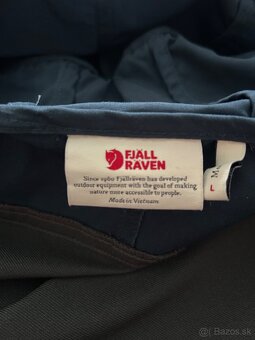 FJÄLL
RÄVEN
Since 1960 Fjällräven has developed
outdoor equipment with the goal of making
nature more accessible to people.
Made in Vietnam
L
Bazos.sk